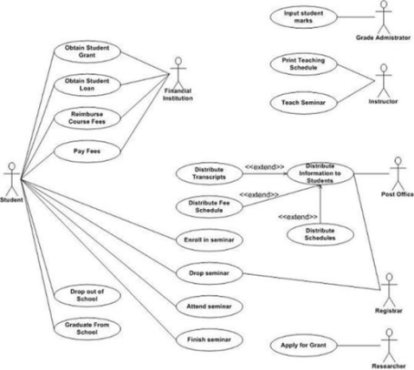 Input student
marks
Grade Admistrator
Obtain Student
Grant
Print Teaching
Schedule
Obtain Student
Loan
Financial
Institution
Instructor
Teach Seminar
Reimburse
Course Fees
Pay Fees
Student
Distribute
Transcripts
<<extend>>
Distribute
Information to
Students
Post Office
Distribute Fee
Schedule
<<extend>>
<<extend>>
Distribute
Schedules
Enroll in seminar
Drop seminar
Drop out of
School
Attend seminar
Registrar
Graduate From
School
Finish seminar
Apply for Grant
Researcher